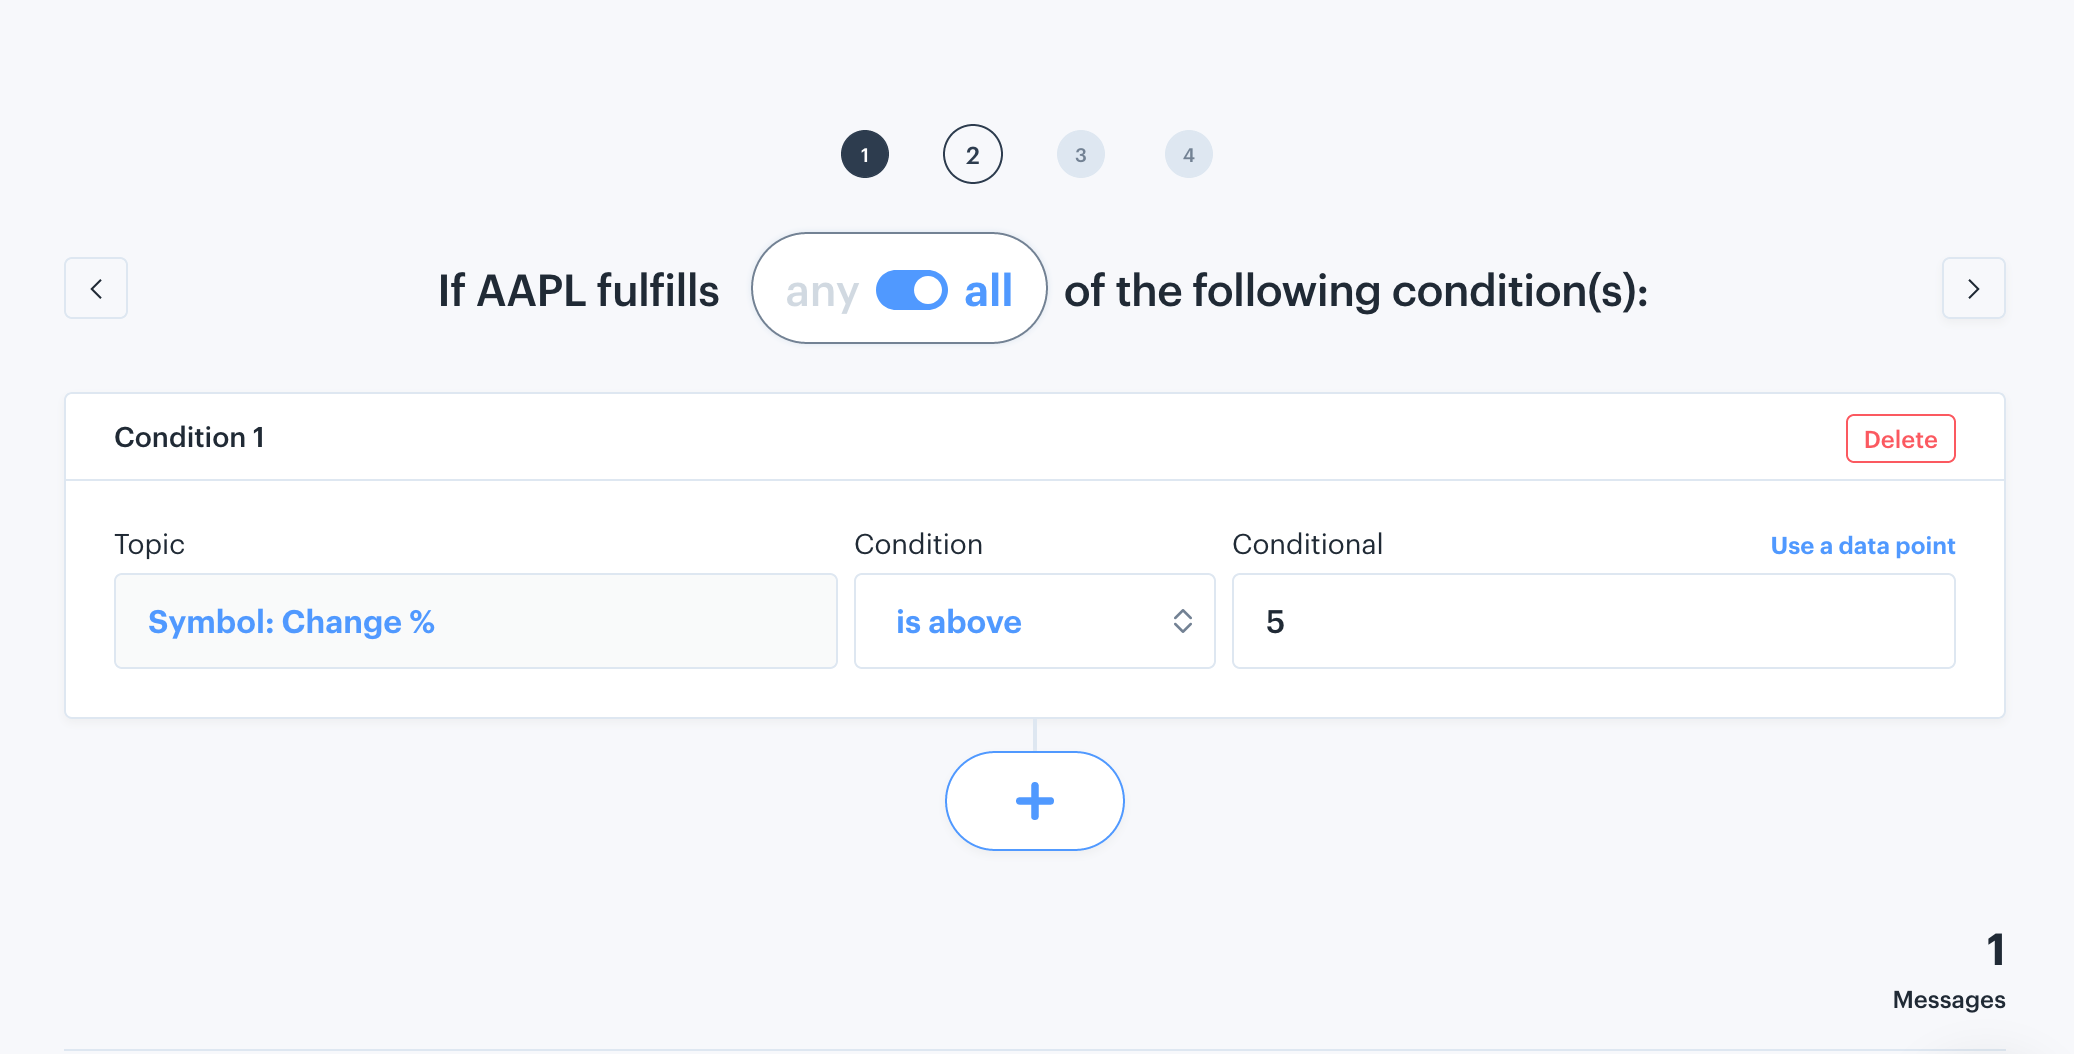 1 2 3 4
If AAPL fulfills any all of the following condition(s):
Condition 1 Delete
Topic Condition Conditional Use a data point
Symbol: Change % is above 5
1
Messages